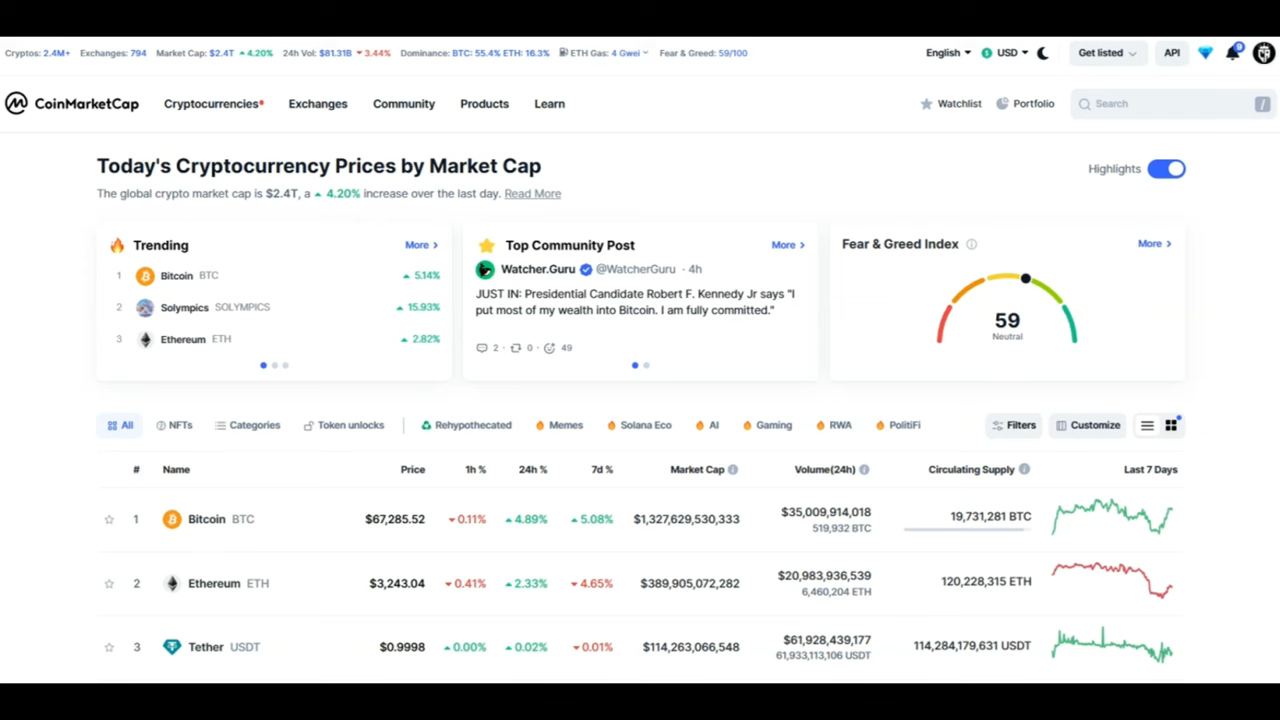 Cryptos: 2.4M+ Exchanges: 794 Market Cap: $2.4T 4.20% 24h Vol: $81.31B 3.44% Dominance: BTC: 55.4% ETH: 16.3% ETH Gas: 4 Gwei Fear & Greed: 59/100 English USD Get listed API 9
CoinMarketCap Cryptocurrencies Exchanges Community Products Learn Watchlist Portfolio Search /
Today's Cryptocurrency Prices by Market Cap Highlights
The global crypto market cap is $2.4T, a 4.20% increase over the last day. Read More
Trending More >
1 Bitcoin BTC 5.14%
2 Solympics SOLYMPICS 15.93%
3 Ethereum ETH 2.82%
Top Community Post More >
Watcher.Guru @WatcherGuru · 4h
JUST IN: Presidential Candidate Robert F. Kennedy Jr says "I
put most of my wealth into Bitcoin. I am fully committed."
2 · 0 · 49
Fear & Greed Index More >
59
Neutral
All NFTs Categories Token unlocks Rehypothecated Memes Solana Eco AI Gaming RWA PolitiFi Filters Customize
# Name Price 1h % 24h % 7d % Market Cap Volume(24h) Circulating Supply Last 7 Days
1 Bitcoin BTC $67,285.52 0.11% 4.89% 5.08% $1,327,629,530,333 $35,009,914,018 19,731,281 BTC
519,932 BTC
2 Ethereum ETH $3,243.04 0.41% 2.33% 4.65% $389,905,072,282 $20,983,936,539 120,228,315 ETH
6,460,204 ETH
3 Tether USDT $0.9998 0.00% 0.02% 0.01% $114,263,066,548 $61,928,439,177 114,284,179,631 USDT
61,933,113,106 USDT